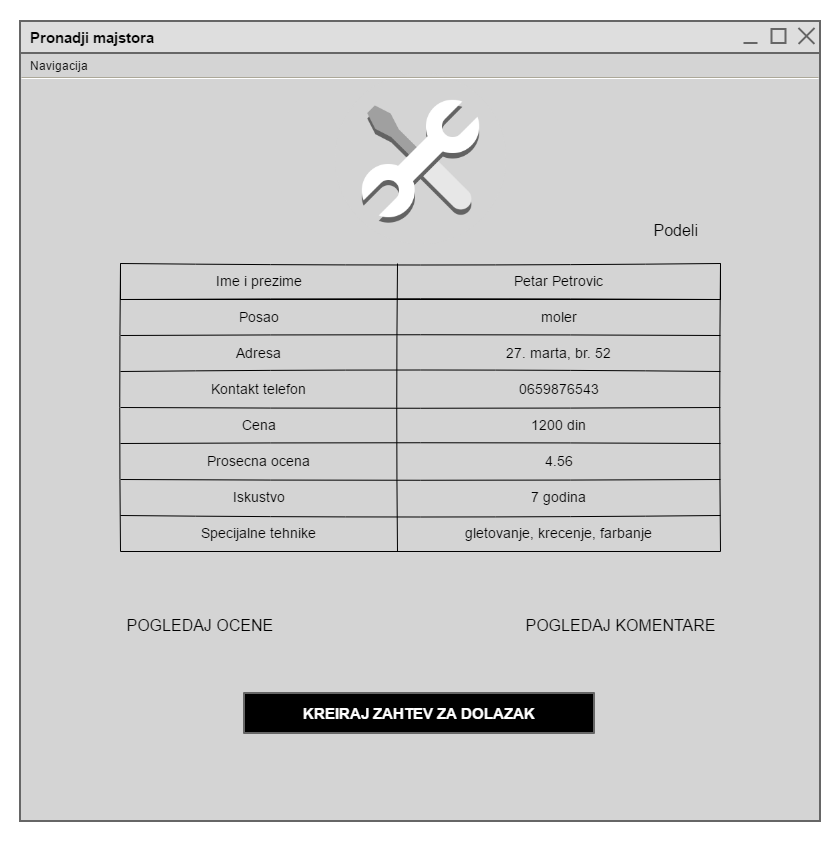 Pronadji majstora
Navigacija
Podeli
Ime i prezime Petar Petrovic
Posao moler
Adresa 27. marta, br. 52
Kontakt telefon 0659876543
Cena 1200 din
Prosecna ocena 4.56
Iskustvo 7 godina
Specijalne tehnike gletovanje, krecenje, farbanje
POGLEDAJ OCENE POGLEDAJ KOMENTARE
KREIRAJ ZAHTEV ZA DOLAZAK